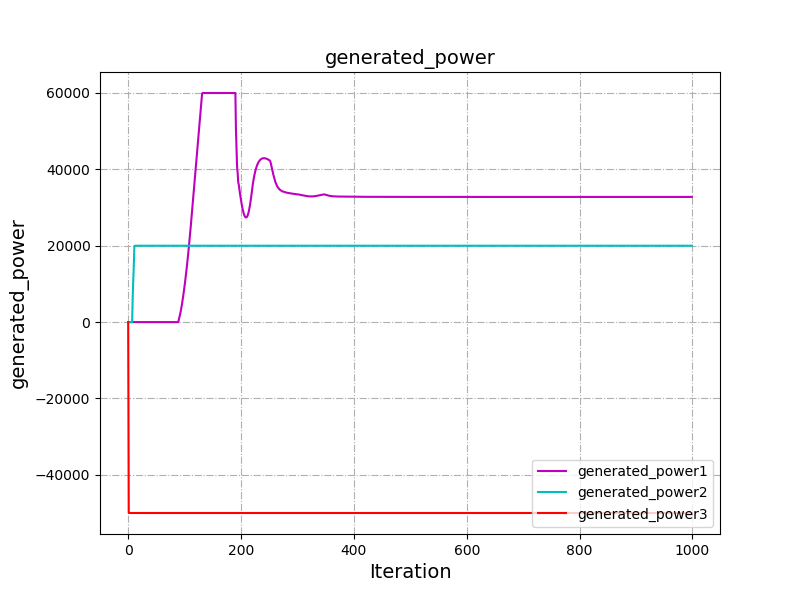 generated_power
generated_power
60000
40000
20000
0
−20000
−40000
0
200
400
600
800
1000
Iteration
generated_power1
generated_power2
generated_power3